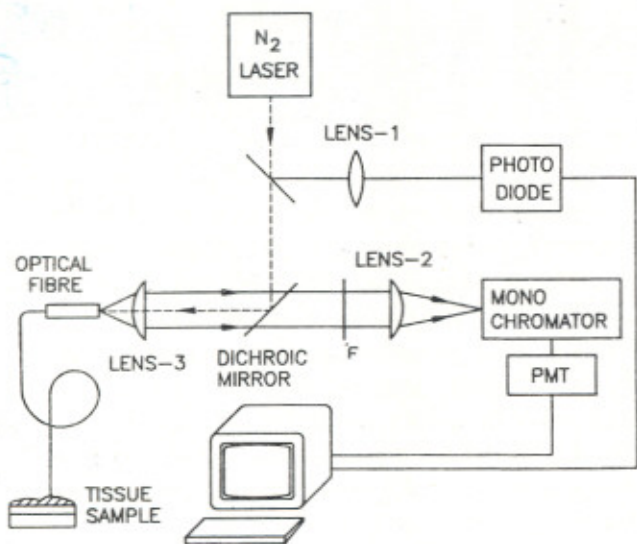 N2
LASER
LENS-1
PHOTO
DIODE
OPTICAL
FIBRE
LENS-2
MONO
CHROMATOR
LENS-3
DICHROIC
MIRROR
F
PMT
TISSUE
SAMPLE